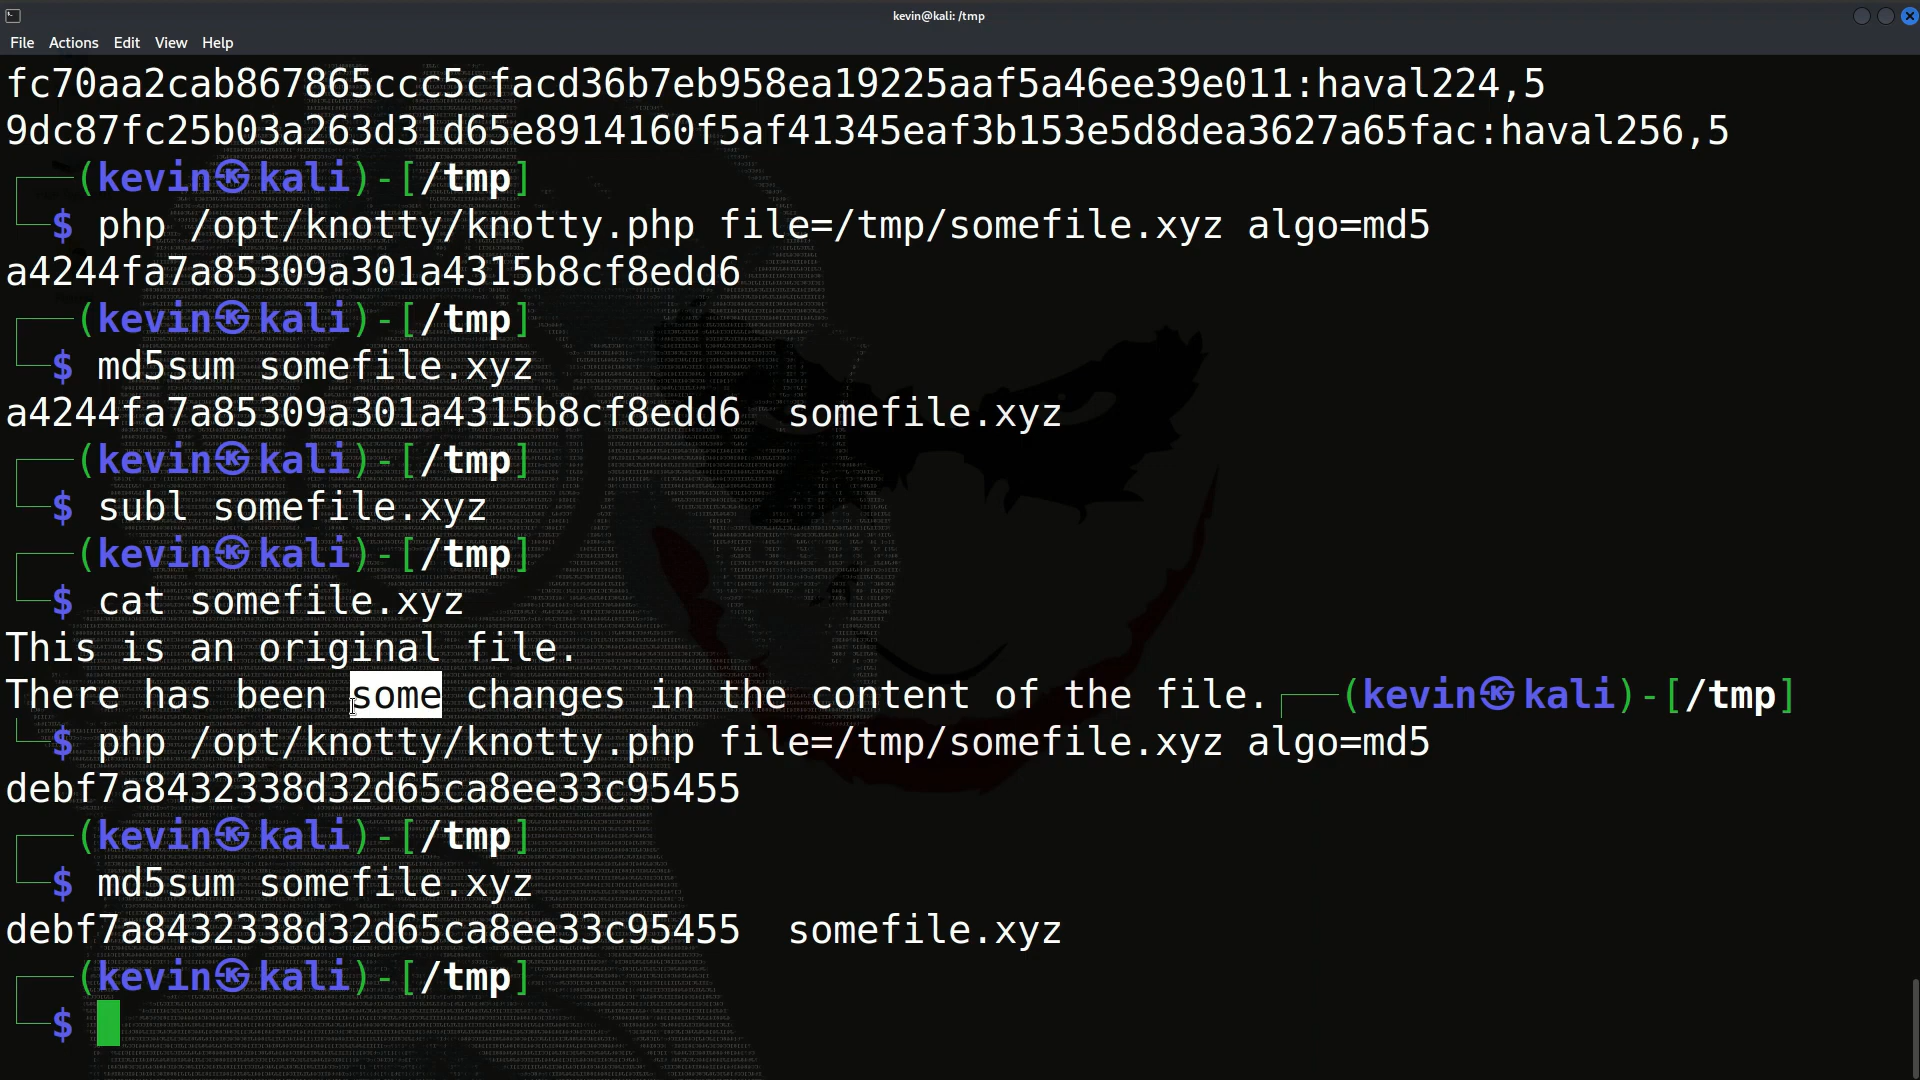 kevin@kali: /tmp
File Actions Edit View Help
fc70aa2cab867865ccc5cfacd36b7eb958ea19225aaf5a46ee39e011:haval224,5
9dc87fc25b03a263d31d65e8914160f5af41345eaf3b153e5d8dea3627a65fac:haval256,5
(kevin㉿kali)-[/tmp]
$ php /opt/knotty/knotty.php file=/tmp/somefile.xyz algo=md5
a4244fa7a85309a301a4315b8cf8edd6
(kevin㉿kali)-[/tmp]
$ md5sum somefile.xyz
a4244fa7a85309a301a4315b8cf8edd6  somefile.xyz
(kevin㉿kali)-[/tmp]
$ subl somefile.xyz
(kevin㉿kali)-[/tmp]
$ cat somefile.xyz
This is an original file.
There has been some changes in the content of the file.(kevin㉿kali)-[/tmp]
$ php /opt/knotty/knotty.php file=/tmp/somefile.xyz algo=md5
debf7a8432338d32d65ca8ee33c95455
(kevin㉿kali)-[/tmp]
$ md5sum somefile.xyz
debf7a8432338d32d65ca8ee33c95455  somefile.xyz
(kevin㉿kali)-[/tmp]
$